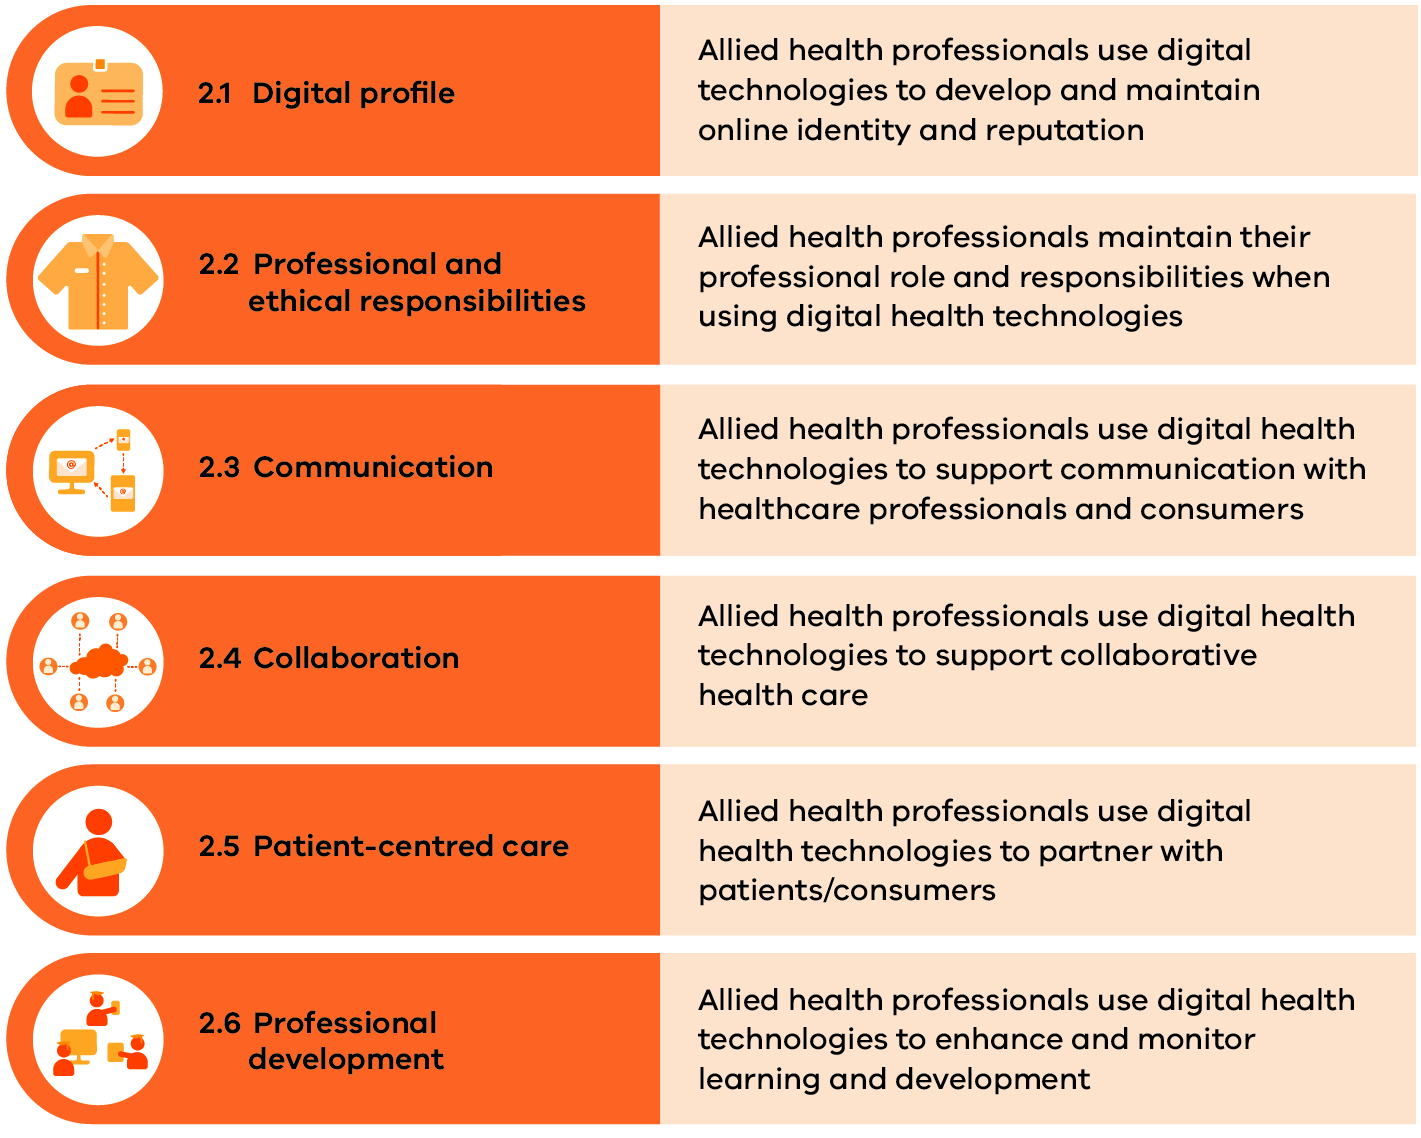 2.1 Digital profile
Allied health professionals use digital
technologies to develop and maintain
online identity and reputation
2.2 Professional and
ethical responsibilities
Allied health professionals maintain their
professional role and responsibilities when
using digital health technologies
2.3 Communication
Allied health professionals use digital health
technologies to support communication with
healthcare professionals and consumers
2.4 Collaboration
Allied health professionals use digital health
technologies to support collaborative
health care
2.5 Patient-centred care
Allied health professionals use digital
health technologies to partner with
patients/consumers
2.6 Professional
development
Allied health professionals use digital health
technologies to enhance and monitor
learning and development